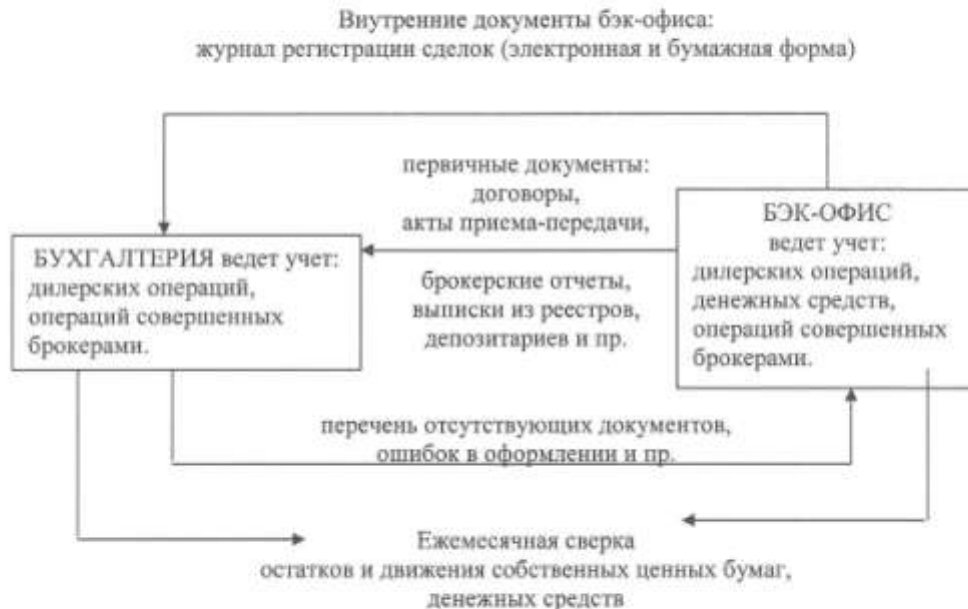 Внутренние документы бэк-офиса:
журнал регистрации сделок (электронная и бумажная форма)
первичные документы:
договоры,
акты приема-передачи,
БУХГАЛТЕРИЯ ведет учет:
дилерских операций,
операций совершенных
брокерами.
брокерские отчеты,
выписки из реестров,
депозитариев и пр.
БЭК-ОФИС
ведет учет:
дилерских операций,
денежных средств,
операций совершенных
брокерами.
перечень отсутствующих документов,
ошибок в оформлении и пр.
Ежемесячная сверка
остатков и движения собственных ценных бумаг,
денежных средств